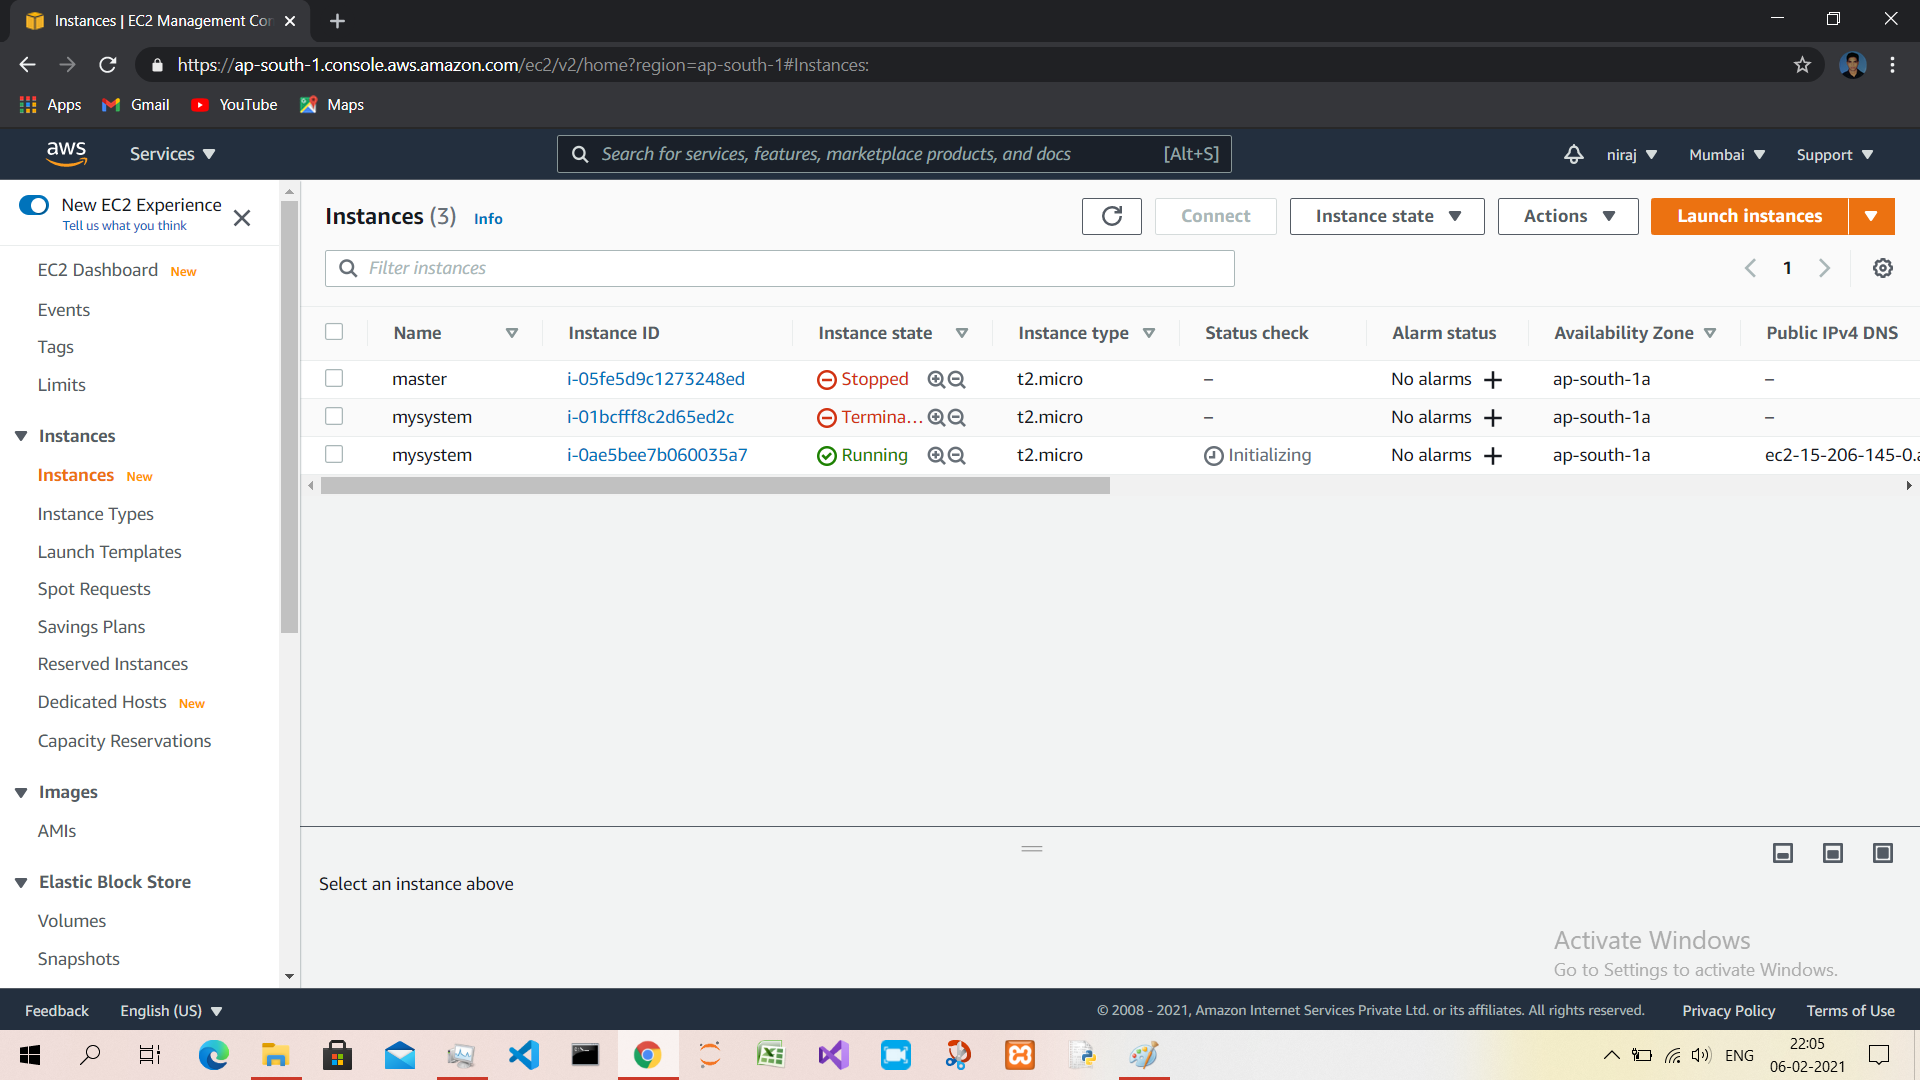 Instances | EC2 Management Con
https://ap-south-1.console.aws.amazon.com/ec2/v2/home?region=ap-south-1#Instances:
Apps Gmail YouTube Maps
aws Services Search for services, features, marketplace products, and docs [Alt+S] niraj Mumbai Support
New EC2 Experience
Tell us what you think
EC2 Dashboard New
Events
Tags
Limits
Instances
Instances New
Instance Types
Launch Templates
Spot Requests
Savings Plans
Reserved Instances
Dedicated Hosts New
Capacity Reservations
Images
AMIs
Elastic Block Store
Volumes
Snapshots
Instances (3) Info Connect Instance state Actions Launch instances
Filter instances 1
Name Instance ID Instance state Instance type Status check Alarm status Availability Zone Public IPv4 DNS
master i-05fe5d9c1273248ed Stopped t2.micro – No alarms + ap-south-1a –
mysystem i-01bcfff8c2d65ed2c Termina... t2.micro – No alarms + ap-south-1a –
mysystem i-0ae5bee7b060035a7 Running t2.micro Initializing No alarms + ap-south-1a ec2-15-206-145-0.a
Select an instance above
Activate Windows
Go to Settings to activate Windows.
Feedback English (US) © 2008 - 2021, Amazon Internet Services Private Ltd. or its affiliates. All rights reserved. Privacy Policy Terms of Use
ENG
22:05
06-02-2021